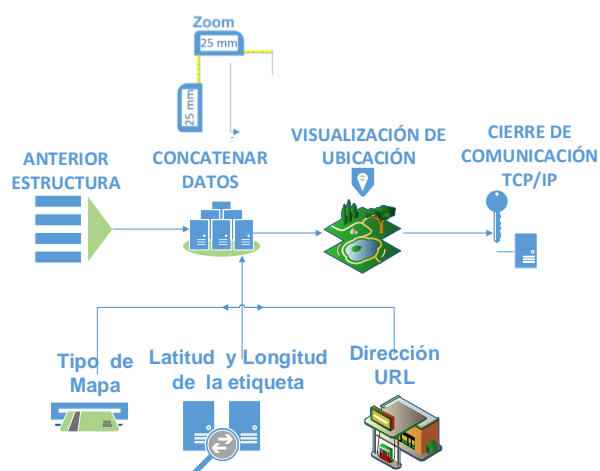 Zoom
25 mm
25 mm
ANTERIOR
ESTRUCTURA
CONCATENAR
DATOS
VISUALIZACIÓN DE
UBICACIÓN
CIERRE DE
COMUNICACIÓN
TCP/IP
Tipo de
Mapa
Latitud y Longitud
de la etiqueta
Dirección
URL